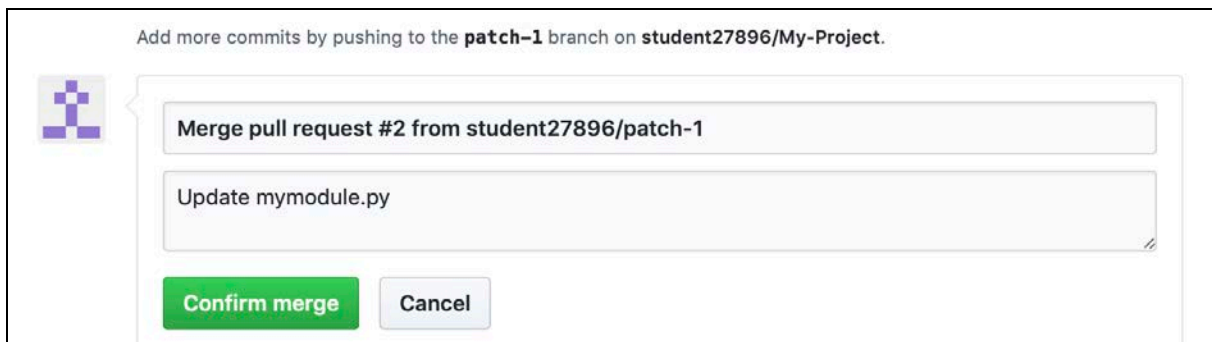 Add more commits by pushing to the patch-1 branch on student27896/My-Project.
Merge pull request #2 from student27896/patch-1
Update mymodule.py
Confirm merge
Cancel